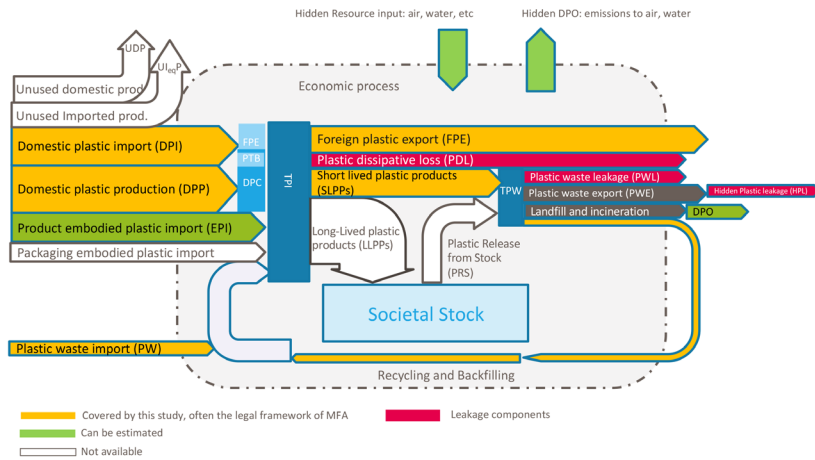 Hidden Resource input: air, water, etc
Hidden DPO: emissions to air, water
UDP
UIeqP
Economic process
Unused domestic prod.
Unused Imported prod.
Domestic plastic import (DPI)
FPE
Foreign plastic export (FPE)
PTB
TPI
Plastic dissipative loss (PDL)
Domestic plastic production (DPP)
DPC
Short lived plastic products
(SLPPs)
TPW
Plastic waste leakage (PWL)
Plastic waste export (PWE)
Hidden Plastic leakage (HPL)
Landfill and incineration
DPO
Product embodied plastic import (EPI)
Long-Lived plastic
products (LLPPs)
Plastic Release
from Stock
(PRS)
Packaging embodied plastic import
Societal Stock
Plastic waste import (PW)
Recycling and Backfilling
Covered by this study, often the legal framework of MFA
Leakage components
Can be estimated
Not available